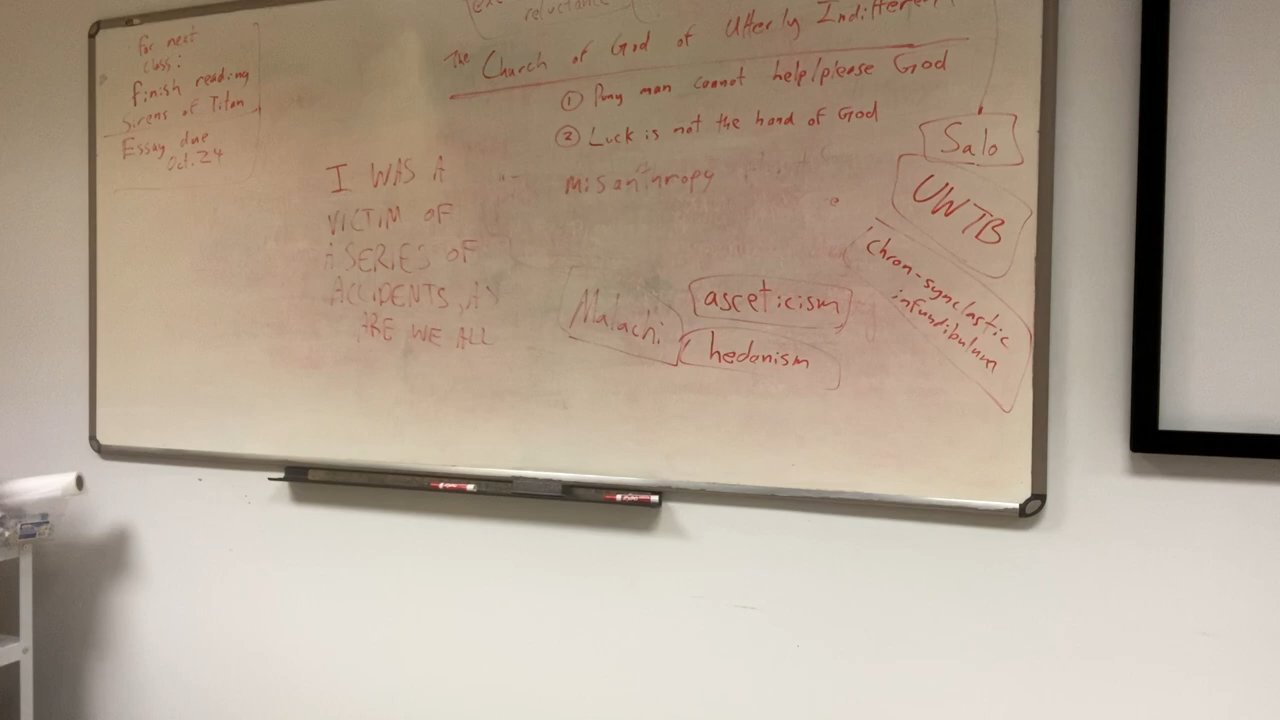 for next
class:
finish reading
Sirens of Titan
Essay due
Oct. 24
reluctance
The Church of God of Utterly Indifferent
① Puny man cannot help/please God
② Luck is not the hand of God
misanthropy
I WAS A
VICTIM OF
A SERIES OF
ACCIDENTS, AS
ARE WE ALL
Malachi
asceticism
hedonism
Salo
UWTB
Chron-synclastic
infundibulum